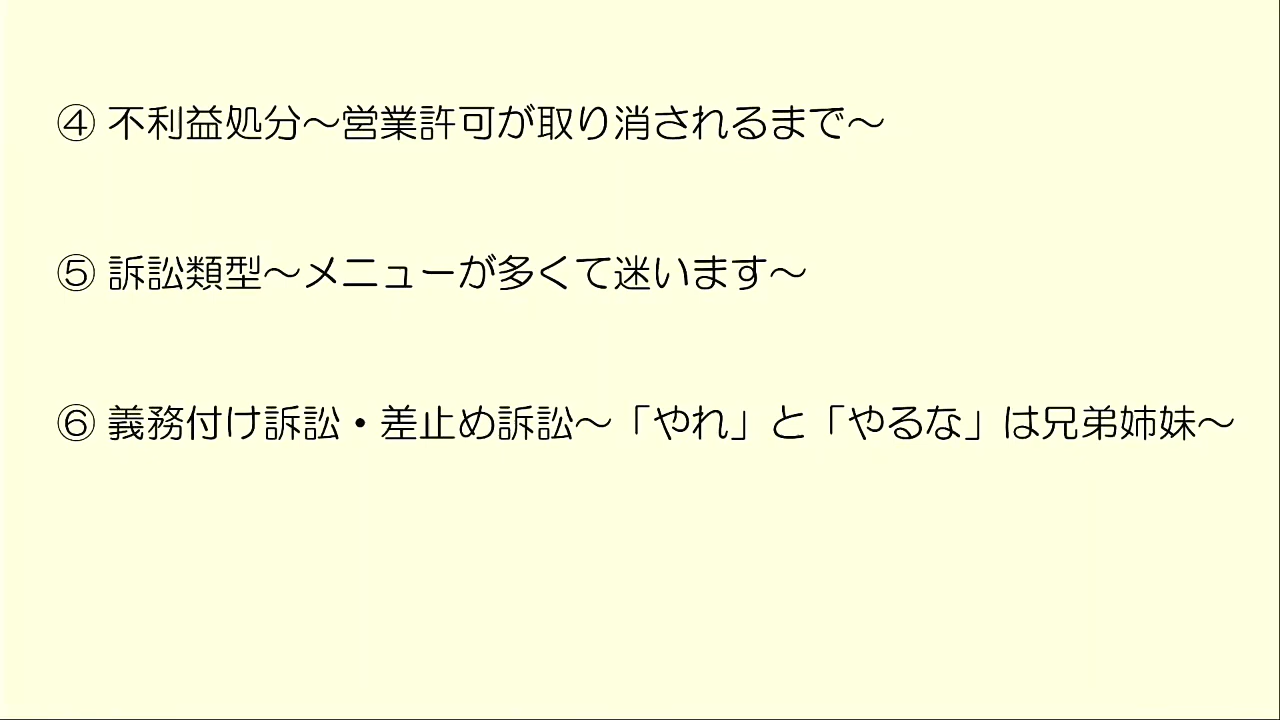 ④ 不利益処分～営業許可が取り消されるまで～
⑤ 訴訟類型～メニューが多くて迷います～
⑥ 義務付け訴訟・差止め訴訟～「やれ」と「やるな」は兄弟姉妹～